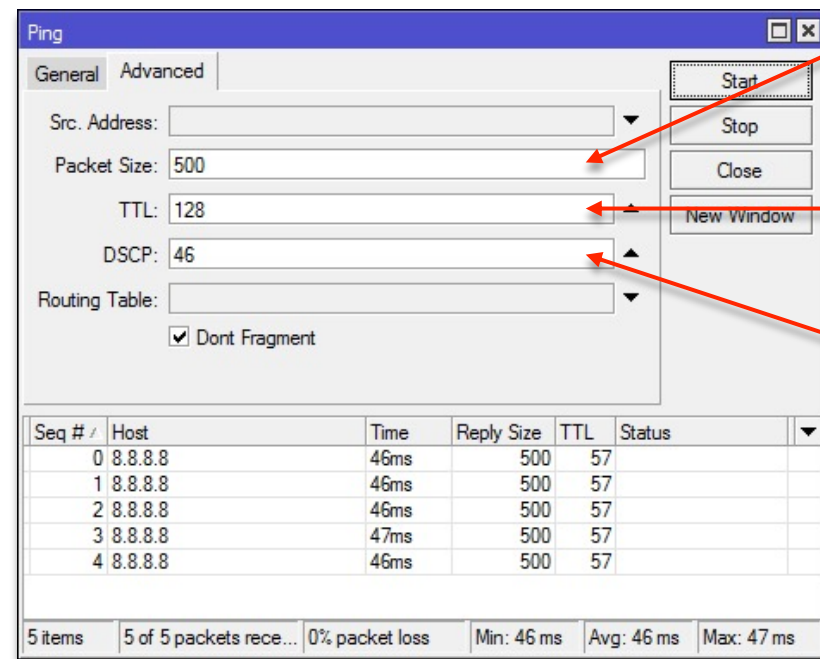 Ping
General Advanced
Start
Src. Address:
Stop
Packet Size: 500
Close
TTL: 128
New Window
DSCP: 46
Routing Table:
Dont Fragment
Seq # Host Time Reply Size TTL Status
0 8.8.8.8 46ms 500 57
1 8.8.8.8 46ms 500 57
2 8.8.8.8 46ms 500 57
3 8.8.8.8 47ms 500 57
4 8.8.8.8 46ms 500 57
5 items 5 of 5 packets rece... 0% packet loss Min: 46 ms Avg: 46 ms Max: 47 ms